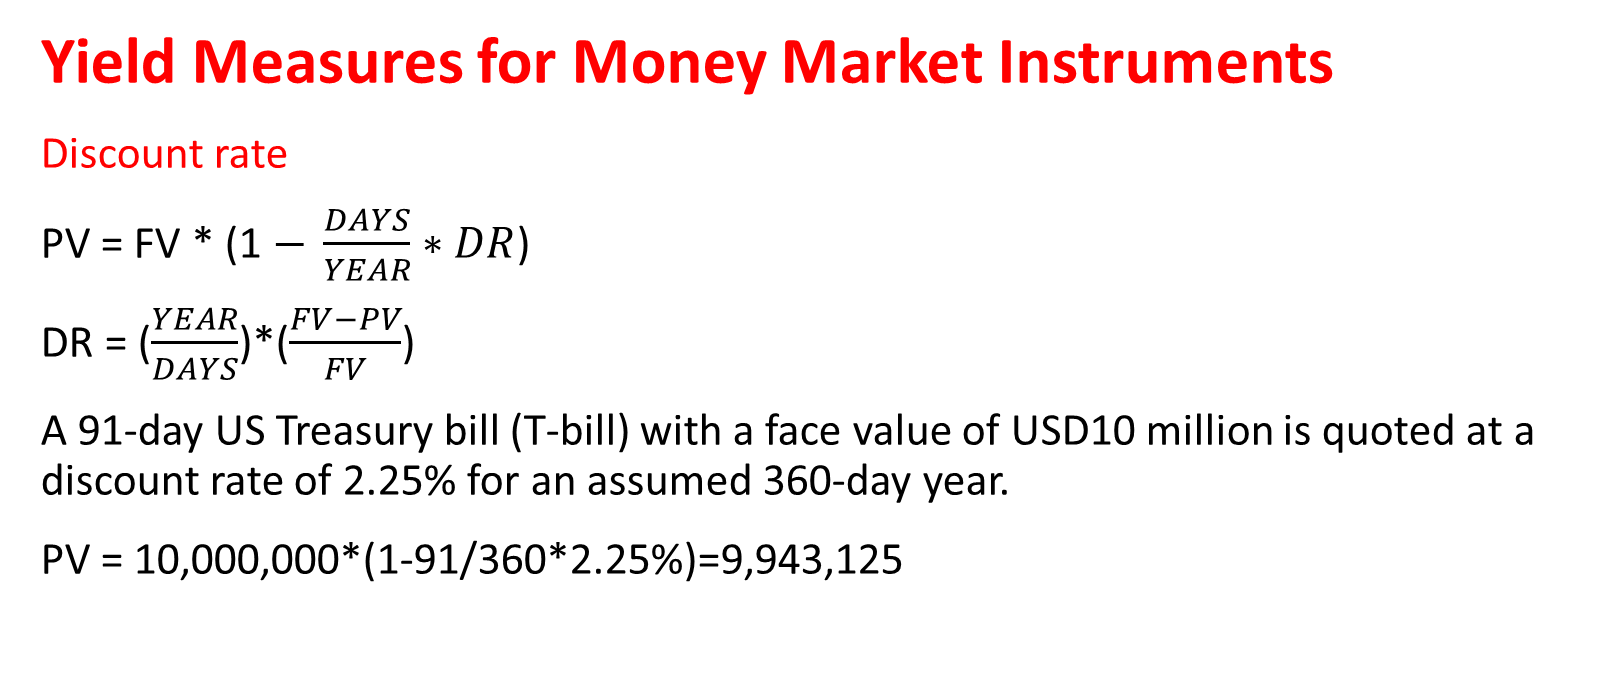 Yield Measures for Money Market Instruments
Discount rate
PV = FV * (1 − DAYS/YEAR ∗ DR)
DR = (YEAR/DAYS)*(FV−PV/FV)
A 91-day US Treasury bill (T-bill) with a face value of USD10 million is quoted at a
discount rate of 2.25% for an assumed 360-day year.
PV = 10,000,000*(1-91/360*2.25%)=9,943,125